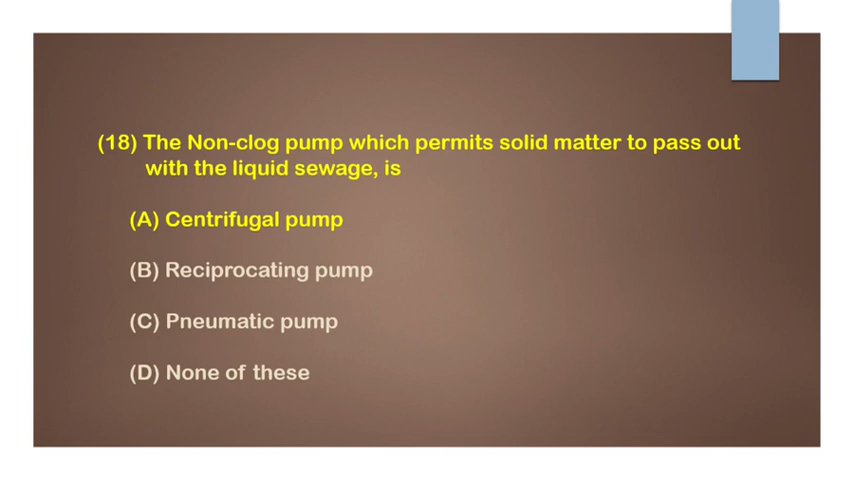 (18) The Non-clog pump which permits solid matter to pass out
with the liquid sewage, is
(A) Centrifugal pump
(B) Reciprocating pump
(C) Pneumatic pump
(D) None of these